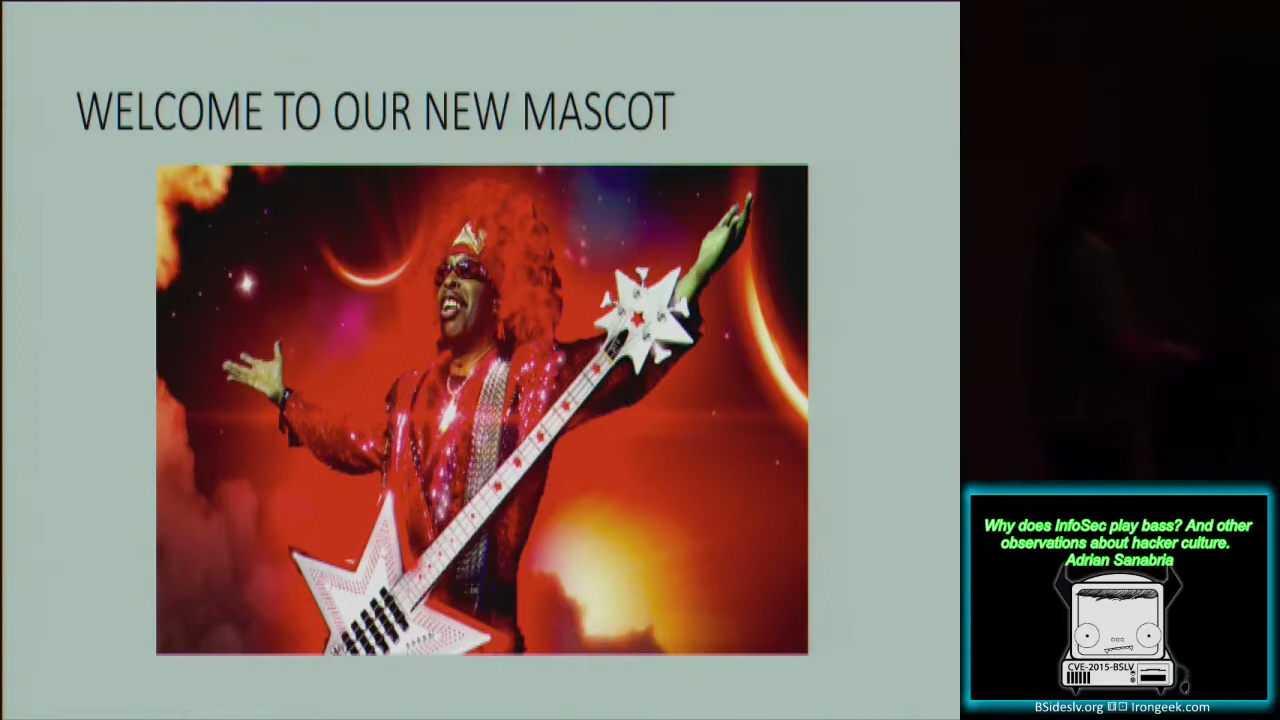 WELCOME TO OUR NEW MASCOT
Why does InfoSec play bass? And other
observations about hacker culture.
Adrian Sanabria
CVE-2015-BSLV
BSideslv.org Irongeek.com